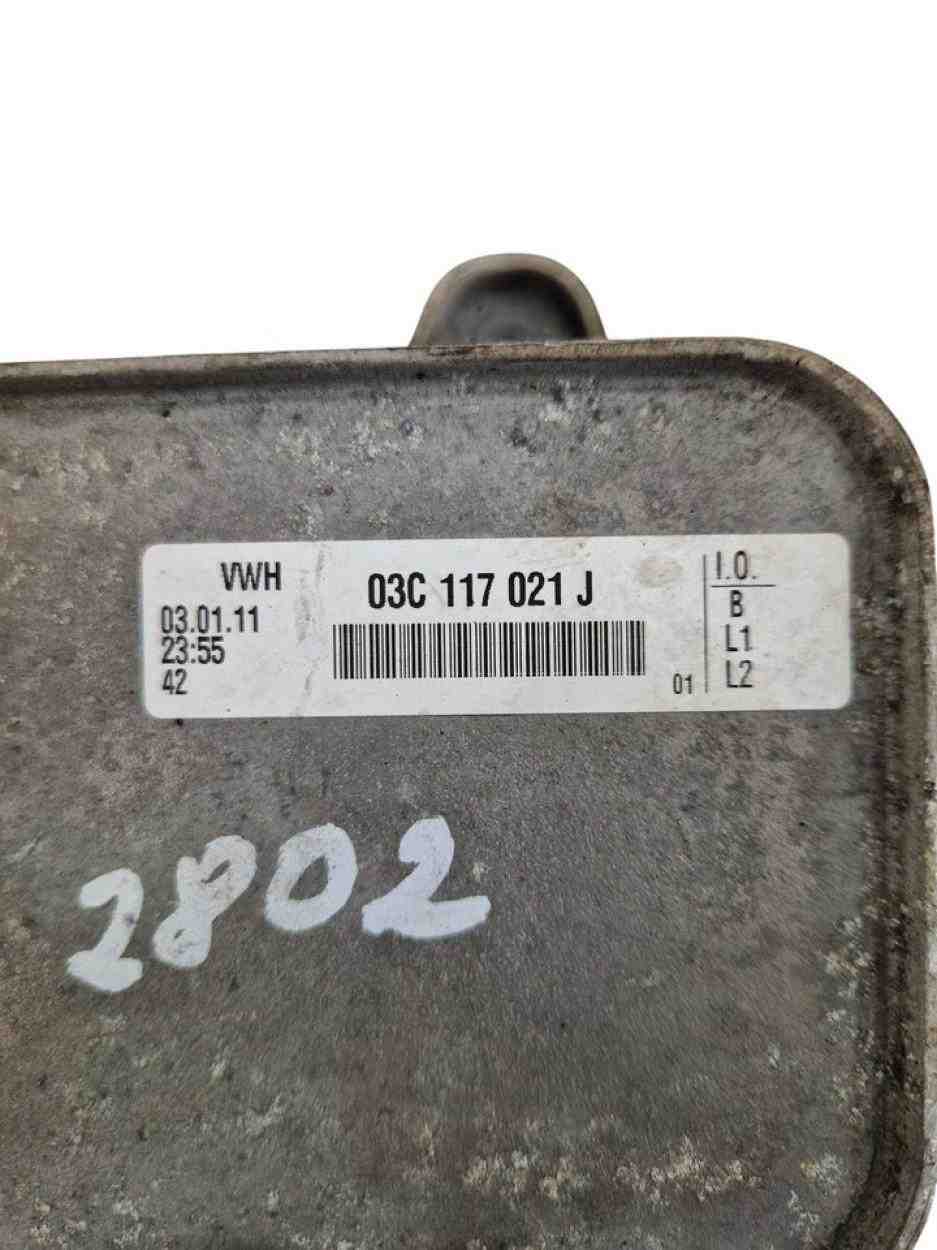 VWH
03.01.11
23:55
42
03C 117 021 J
01
I.O.
B
L1
L2
2802